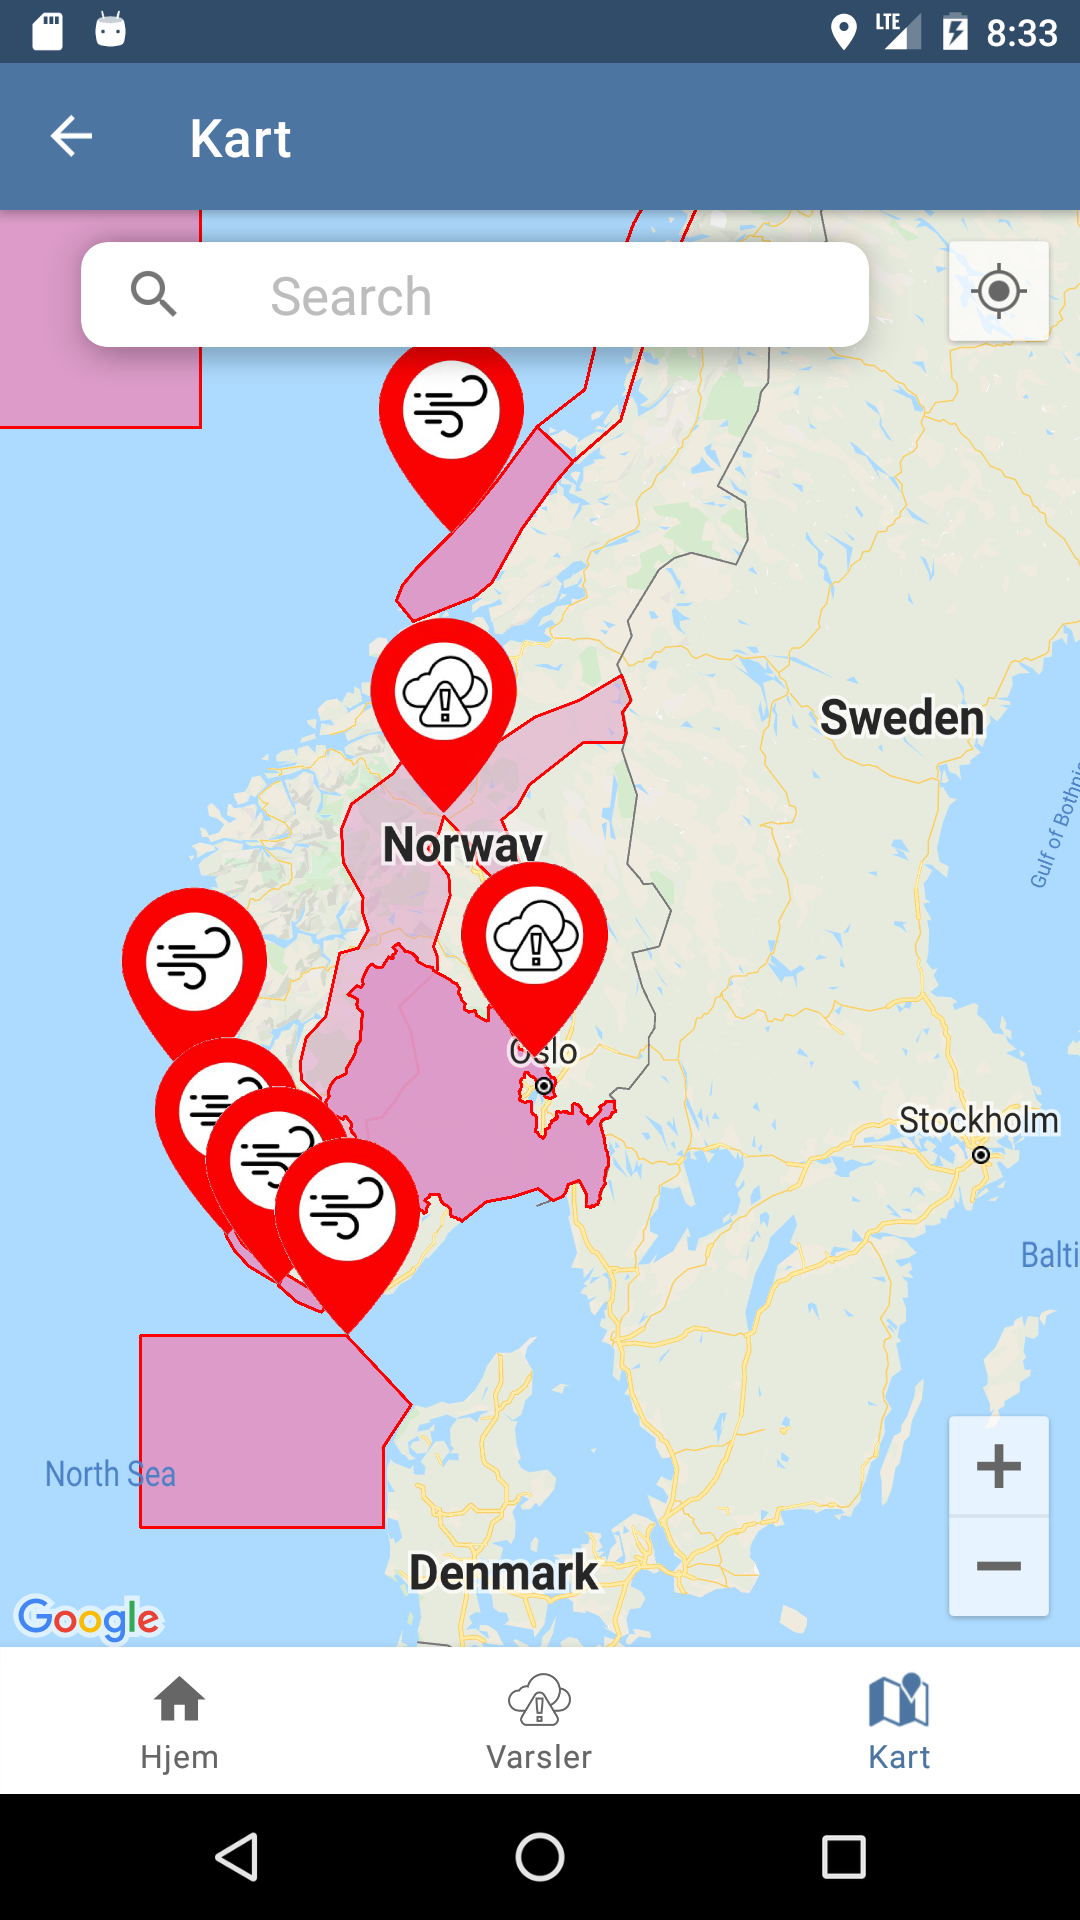 LTE 8:33
Kart
Search
Sweden
Gulf of Bothni
Norway
Oslo
Stockholm
Balti
North Sea
Denmark
Google
Hjem
Varsler
Kart